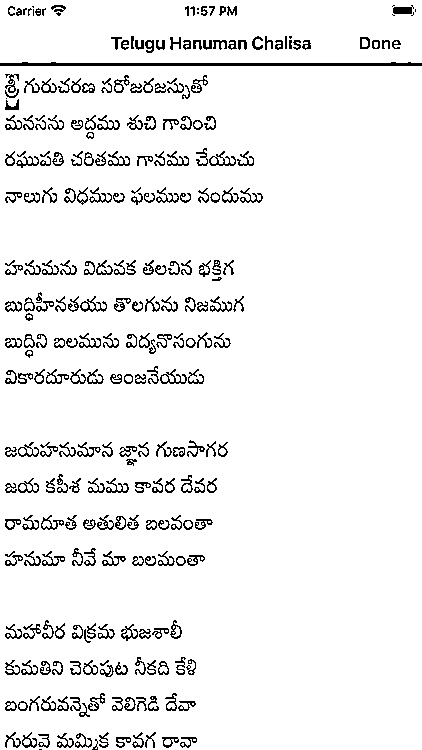 Carrier 11:57 PM
Telugu Hanuman Chalisa Done
శ్రీ గురుచరణ సరోజరజస్సుతో
మనసను అద్దము శుచి గావించి
రఘుపతి చరితము గానము చేయుచు
నాలుగు విధముల ఫలముల నందుము
హనుమను విడువక తలచిన భక్తిగ
బుద్ధిహీనతయు తొలగును నిజముగ
బుద్ధిని బలమును విద్యనొసంగును
వికారదూరుడు ఆంజనేయుడు
జయహనుమాన జ్ఞాన గుణసాగర
జయ కపీశ మము కావర దేవర
రామదూత అతులిత బలవంతా
హనుమా నీవే మా బలమంతా
మహావీర విక్రమ భుజశాలీ
కుమతిని చెరుపుట నీకది కేళి
బంగరువన్నెతో వెలిగెడి దేవా
గురువై మమ్మిక కావగ రావా